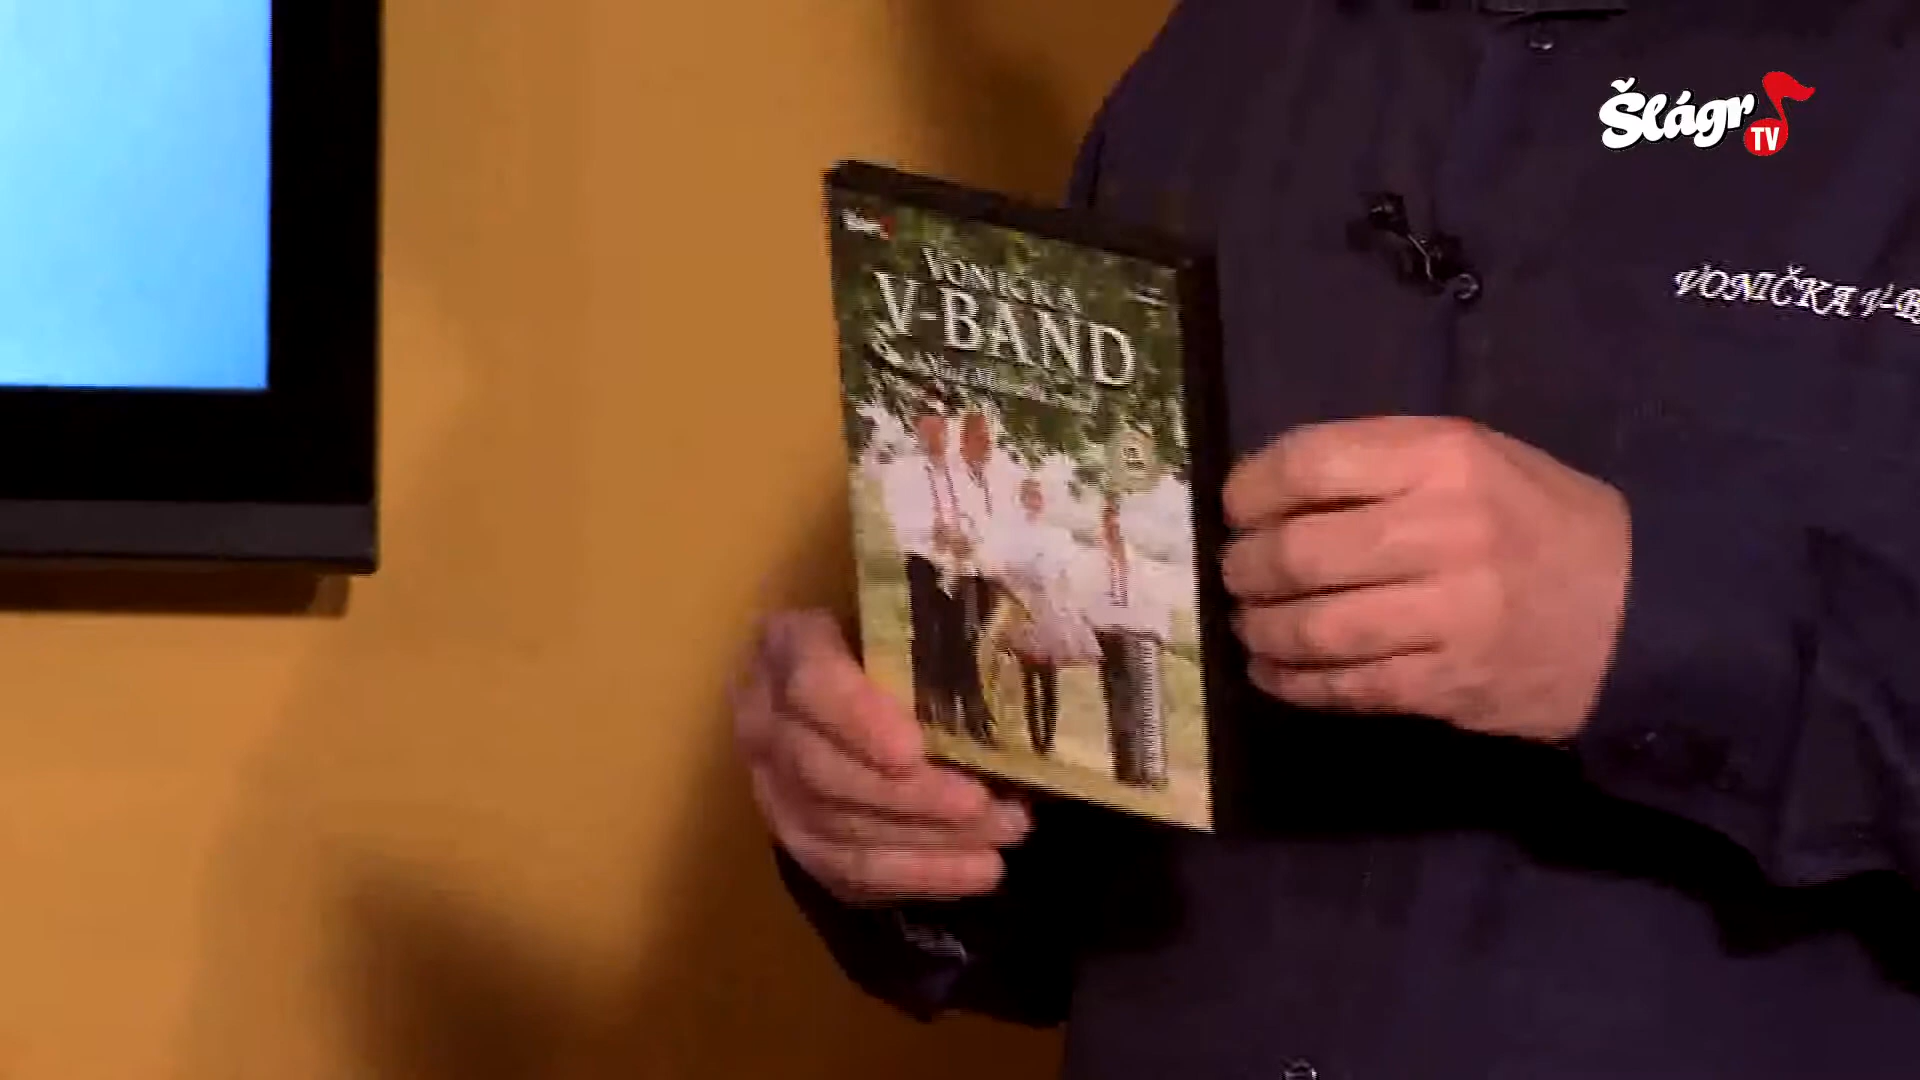 Šlágr
TV
VONIČKA V-B
VONIČKA
V-BAND